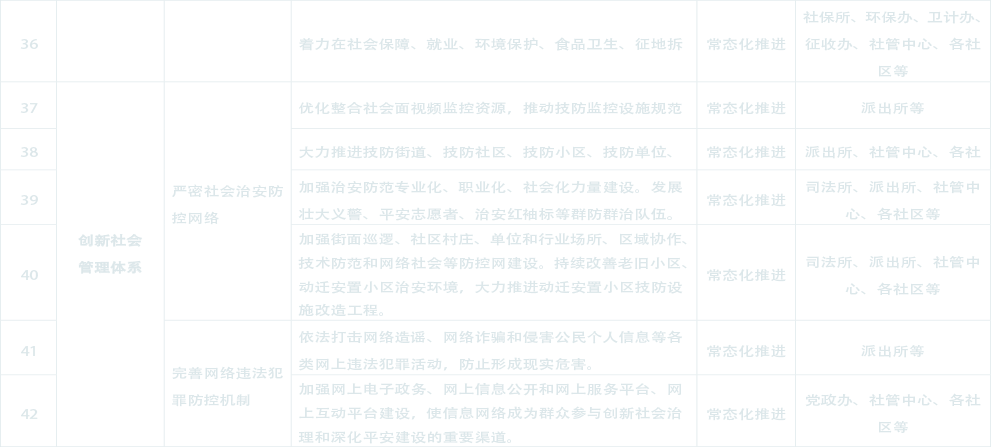 36
着力在社会保障、就业、环境保护、食品卫生、征地拆
常态化推进
社保所、环保办、卫计办、
征收办、社管中心、各社
区等
37
优化整合社会面视频监控资源，推动技防监控设施规范
常态化推进
派出所等
38
大力推进技防街道、技防社区、技防小区、技防单位、
常态化推进
派出所、社管中心、各社
39
创新社会
管理体系
严密社会治安防
控网络
加强治安防范专业化、职业化、社会化力量建设。发展
壮大义警、平安志愿者、治安红袖标等群防群治队伍。
常态化推进
司法所、派出所、社管中
心、各社区等
40
加强街面巡逻、社区村庄、单位和行业场所、区域协作、
技术防范和网络社会等防控网建设。持续改善老旧小区、
动迁安置小区治安环境，大力推进动迁安置小区技防设
施改造工程。
常态化推进
司法所、派出所、社管中
心、各社区等
41
完善网络违法犯
罪防控机制
依法打击网络造谣、网络诈骗和侵害公民个人信息等各
类网上违法犯罪活动，防止形成现实危害。
常态化推进
派出所等
42
加强网上电子政务、网上信息公开和网上服务平台、网
上互动平台建设，使信息网络成为群众参与创新社会治
理和深化平安建设的重要渠道。
常态化推进
党政办、社管中心、各社
区等